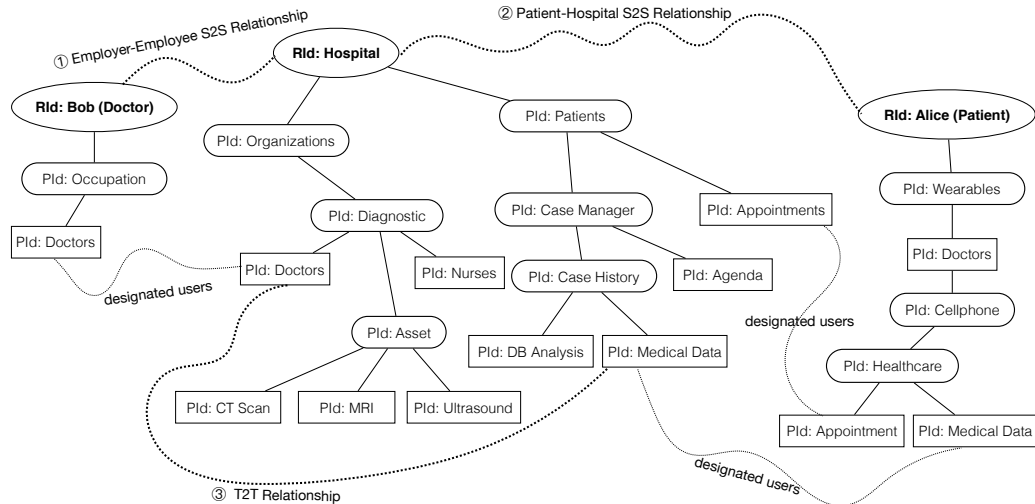 ② Patient-Hospital S2S Relationship
① Employer-Employee S2S Relationship
RId: Hospital
RId: Bob (Doctor)
RId: Alice (Patient)
PId: Patients
PId: Organizations
PId: Occupation
PId: Wearables
PId: Case Manager
PId: Appointments
PId: Diagnostic
PId: Doctors
PId: Doctors
PId: Doctors
PId: Nurses
PId: Case History
PId: Agenda
designated users
PId: Cellphone
designated users
PId: Asset
PId: DB Analysis
PId: Medical Data
PId: Healthcare
PId: CT Scan
PId: MRI
PId: Ultrasound
PId: Appointment
PId: Medical Data
designated users
③ T2T Relationship